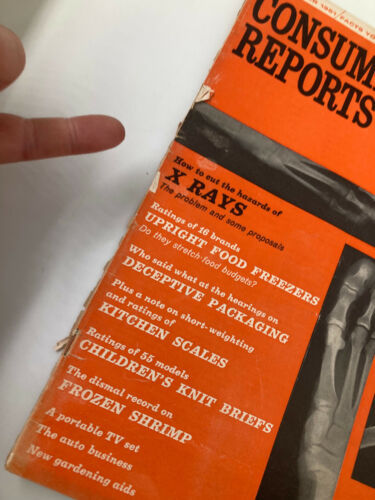 1961/FACTS YO
CONSUM
REPORTS
How to cut the hazards of
X RAYS
The problem and some proposals
Ratings of 16 brands
UPRIGHT FOOD FREEZERS
Do they stretch food budgets?
Who said what at the hearings on
DECEPTIVE PACKAGING
Plus a note on short-weighting
and ratings of
KITCHEN SCALES
Ratings of 55 models
CHILDREN'S KNIT BRIEFS
The dismal record on
FROZEN SHRIMP
A portable TV set
The auto business
New gardening aids